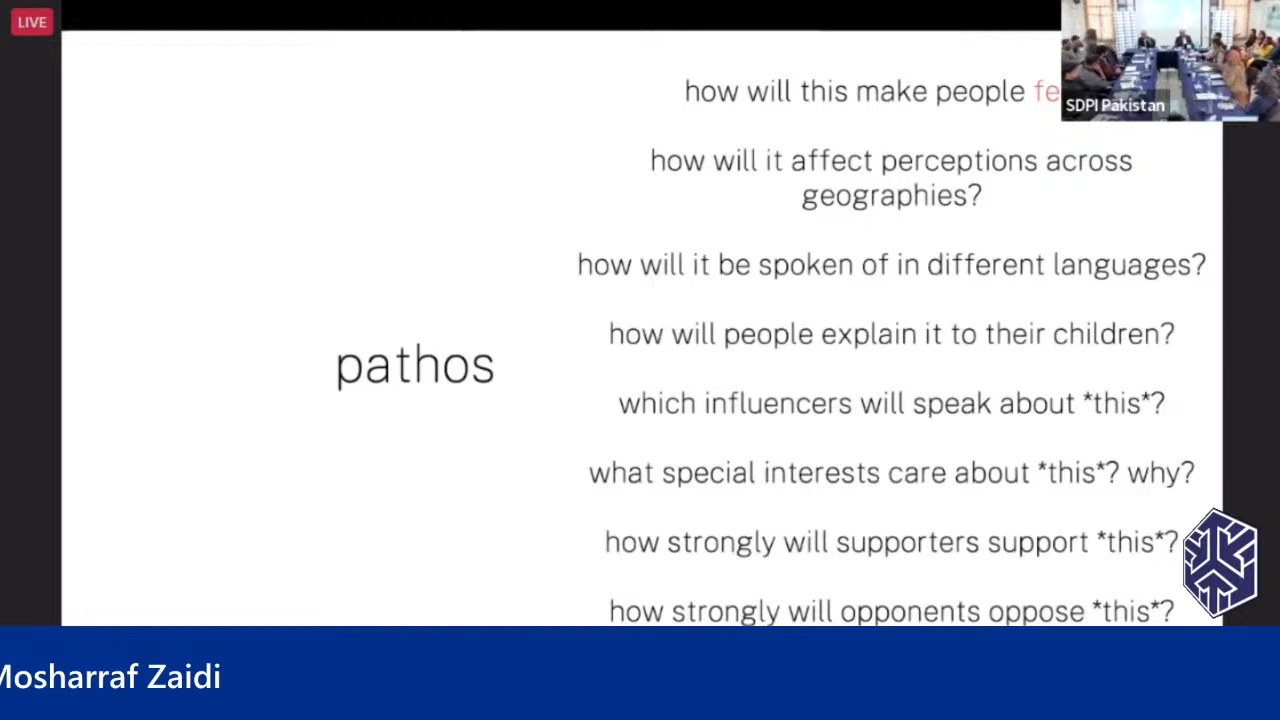 LIVE
how will this make people fe
SDPI Pakistan
how will it affect perceptions across
geographies?
how will it be spoken of in different languages?
how will people explain it to their children?
pathos
which influencers will speak about *this*?
what special interests care about *this*? why?
how strongly will supporters support *this*?
how strongly will opponents oppose *this*?
Mosharraf Zaidi